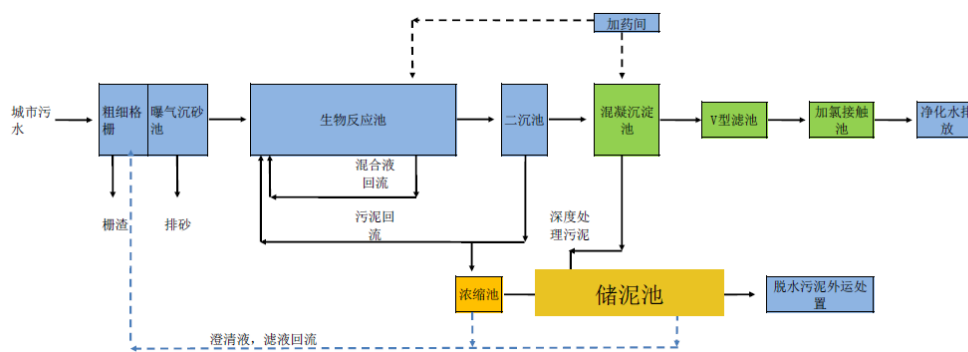 加药间
城市污
水
粗细格
栅
曝气沉砂
池
生物反应池
二沉池
混凝沉淀
池
V型滤池
加氯接触
池
净化水排
放
混合液
回流
栅渣
排砂
污泥回
流
深度处
理污泥
浓缩池
储泥池
脱水污泥外运处
置
澄清液，滤液回流